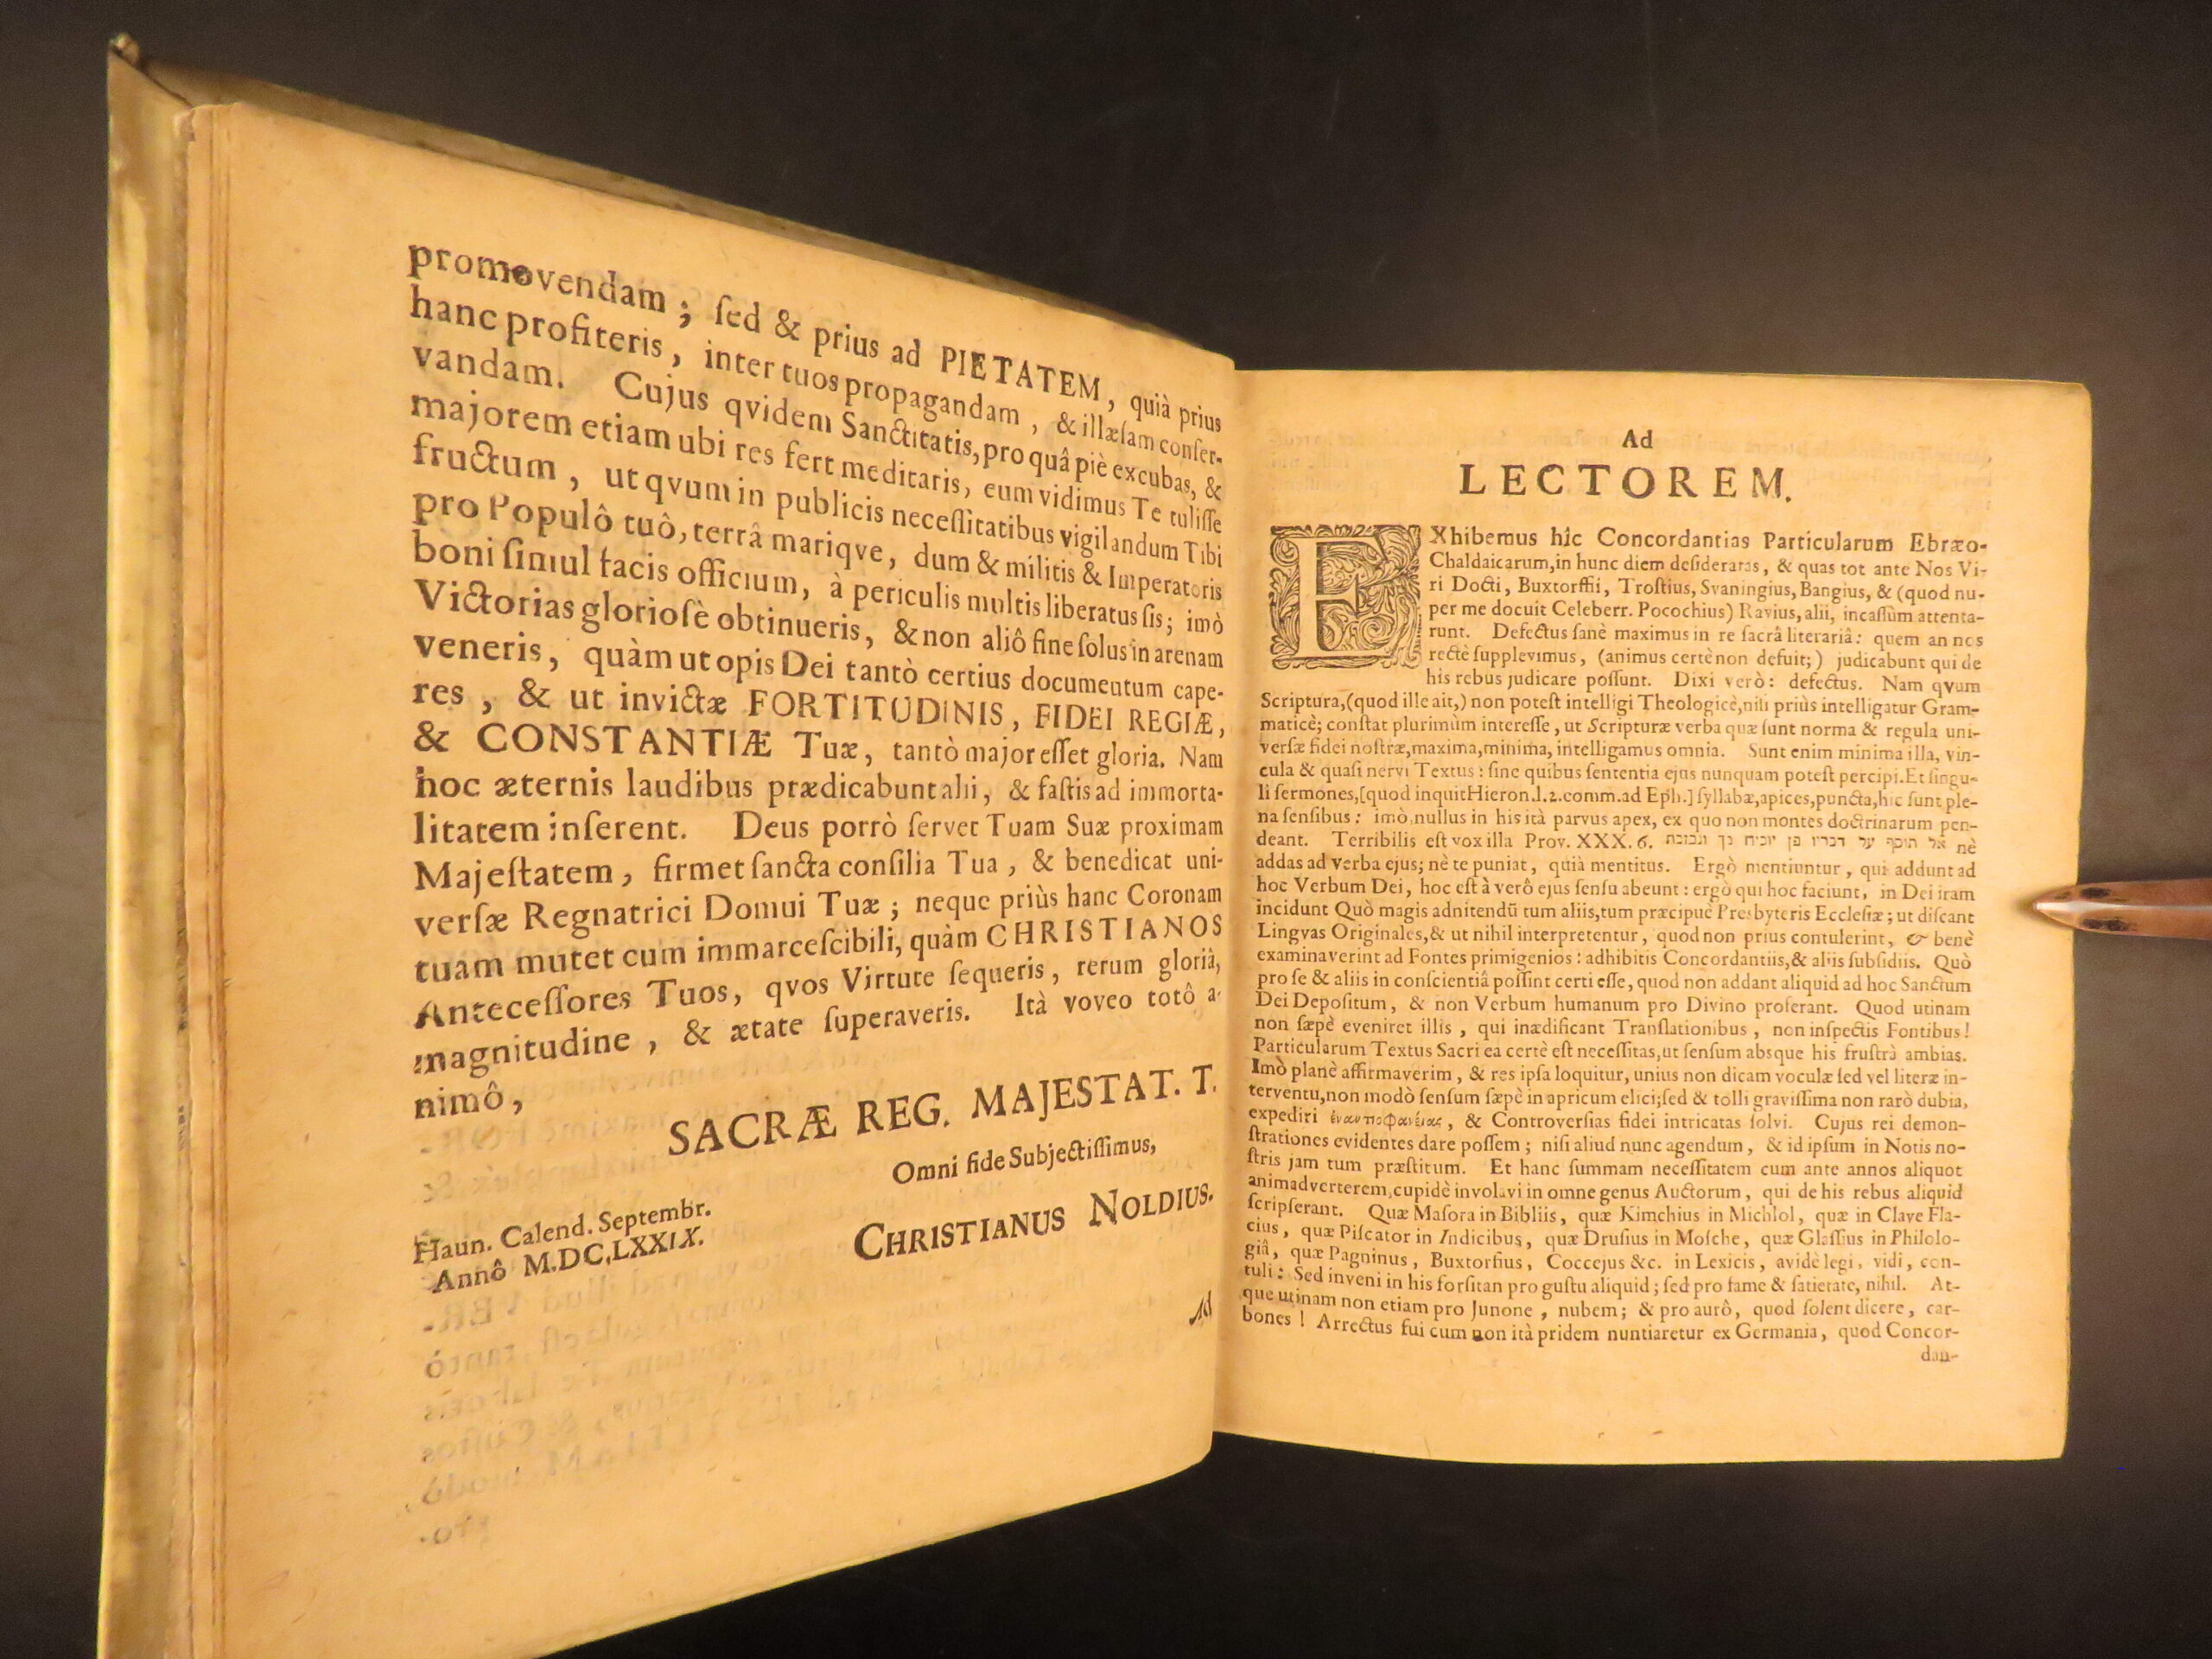 promovendam ; ſed & prius ad PIETATEM, quià prius
hanc profiteris, inter tuos propagandam, & illæſam conſer-
vandam. Cujus qvidem Sanctitatis, pro quâ piè excubas, &
majorem etiam ubi res fert meditaris, eum vidimus Te tuliſſe
fructum, ut qvum in publicis neceſſitatibus vigilandum Tibi
pro Populô tuô, terrâ mariqve, dum & militis & Imperatoris
boni ſimul facis officium, à periculis multis liberatus ſis; imò
Victorias glorioſè obtinueris, & non aliô fine ſolus in arenam
veneris, quàm ut opis Dei tantò certius documentum cape-
res, & ut invictæ FORTITUDINIS, FIDEI REGIÆ,
& CONSTANTIÆ Tuæ, tantò major eſſet gloria. Nam
hoc æternis laudibus prædicabunt alii, & faſtis ad immorta-
litatem inſerent. Deus porrò ſervet Tuam Suæ proximam
Majeſtatem, firmet ſancta conſilia Tua, & benedicat uni-
verſæ Regnatrici Domui Tuæ ; neque priùs hanc Coronam
tuam mutet cum immarceſcibili, quàm CHRISTIANOS
Anteceſſores Tuos, qvos Virtute ſequeris, rerum gloriâ,
magnitudine, & ætate ſuperaveris. Ità voveo totô a-
nimô,
SACRÆ REG. MAJESTAT. T.
Omni fide Subjectiſſimus,
Haun. Calend. Septembr.
Annô M.DC.LXXIX.
CHRISTIANUS NOLDIUS.
Ad
Ad
LECTOREM.
EXhibemus hîc Concordantias Particularum Ebræo-
Chaldaicarum, in hunc diem deſideratas, & quas tot ante Nos Vi-
ri Docti, Buxtorffii, Troſtius, Svaningius, Bangius, & (quod nu-
per me docuit Celeberr. Pocochius) Ravius, alii, incaſſùm attenta-
runt. Defectus ſanè maximus in re ſacrâ literariâ: quem an nos
rectè ſupplevimus, (animus certè non defuit;) judicabunt qui de
his rebus judicare poſſunt. Dixi verò: defectus. Nam qvum
Scriptura, (quod ille ait,) non poteſt intelligi Theologicè, niſi priùs intelligatur Gram-
maticè; conſtat plurimùm intereſſe, ut Scripturæ verba quæ ſunt norma & regula uni-
verſæ fidei noſtræ, maxima, minima, intelligamus omnia. Sunt enim minima illa, vin-
cula & quaſi nervi Textus : ſine quibus ſententia ejus nunquam poteſt percipi. Et ſingu-
li ſermones, [quod inquit Hieron. l. 2. comm. ad Eph.] ſyllabæ, apices, puncta, hic ſunt ple-
na ſenſibus : imò nullus in his ità parvus apex, ex quo non montes doctrinarum pen-
deant. Terribilis eſt vox illa Prov. XXX. 6. אל תוסף על דבריו פן יוכיח בך ונכזבת nè
addas ad verba ejus; nè te puniat, quià mentitus. Ergò mentiuntur, qui addunt ad
hoc Verbum Dei, hoc eſt à verô ejus ſenſu abeunt : ergò qui hoc faciunt, in Dei iram
incidunt Quò magis adnitendũ tum aliis, tum præcipuè Presbyteris Eccleſiæ; ut diſcant
Lingvas Originales, & ut nihil interpretentur, quod non prius contulerint, & benè
examinaverint ad Fontes primigenios : adhibitis Concordantiis, & aliis ſubſidiis. Quò
pro ſe & aliis in conſcientiâ poſſint certi eſſe, quod non addant aliquid ad hoc Sanctum
Dei Depoſitum, & non Verbum humanum pro Divino proferant. Quod utinam
non ſæpè eveniret illis, qui inædificant Tranſlationibus, non inſpectis Fontibus!
Particularum Textus Sacri ea certè eſt neceſſitas, ut ſenſum absque his fruſtrà ambias.
Imò planè affirmaverim, & res ipſa loquitur, unius non dicam voculæ ſed vel literæ in-
terventu, non modò ſenſum ſæpè in apricum elici; ſed & tolli graviſſima non rarò dubia,
expediri ἐναντιοφανείας, & Controverſias fidei intricatas ſolvi. Cujus rei demon-
ſtrationes evidentes dare poſſem ; niſi aliud nunc agendum, & id ipſum in Notis no-
ſtris jam tum præſtitum. Et hanc ſummam neceſſitatem cum ante annos aliquot
animadverterem, cupidè involavi in omne genus Auctorum, qui de his rebus aliquid
ſcripſerant. Quæ Maſora in Bibliis, quæ Kimchius in Michlol, quæ in Clave Fla-
cius, quæ Piſcator in Indicibus, quæ Druſius in Moſche, quæ Glaſſius in Philolo-
giâ, quæ Pagninus, Buxtorfius, Coccejus &c. in Lexicis, avidè legi, vidi, con-
tuli : Sed inveni in his forſitan pro guſtu aliquid ; ſed pro fame & ſatietate, nihil. At-
que utinam non etiam pro Junone, nubem; & pro aurô, quod ſolent dicere, car-
bones ! Arrectus fui cum non ità pridem nuntiaretur ex Germania, quod Concor-
dan-